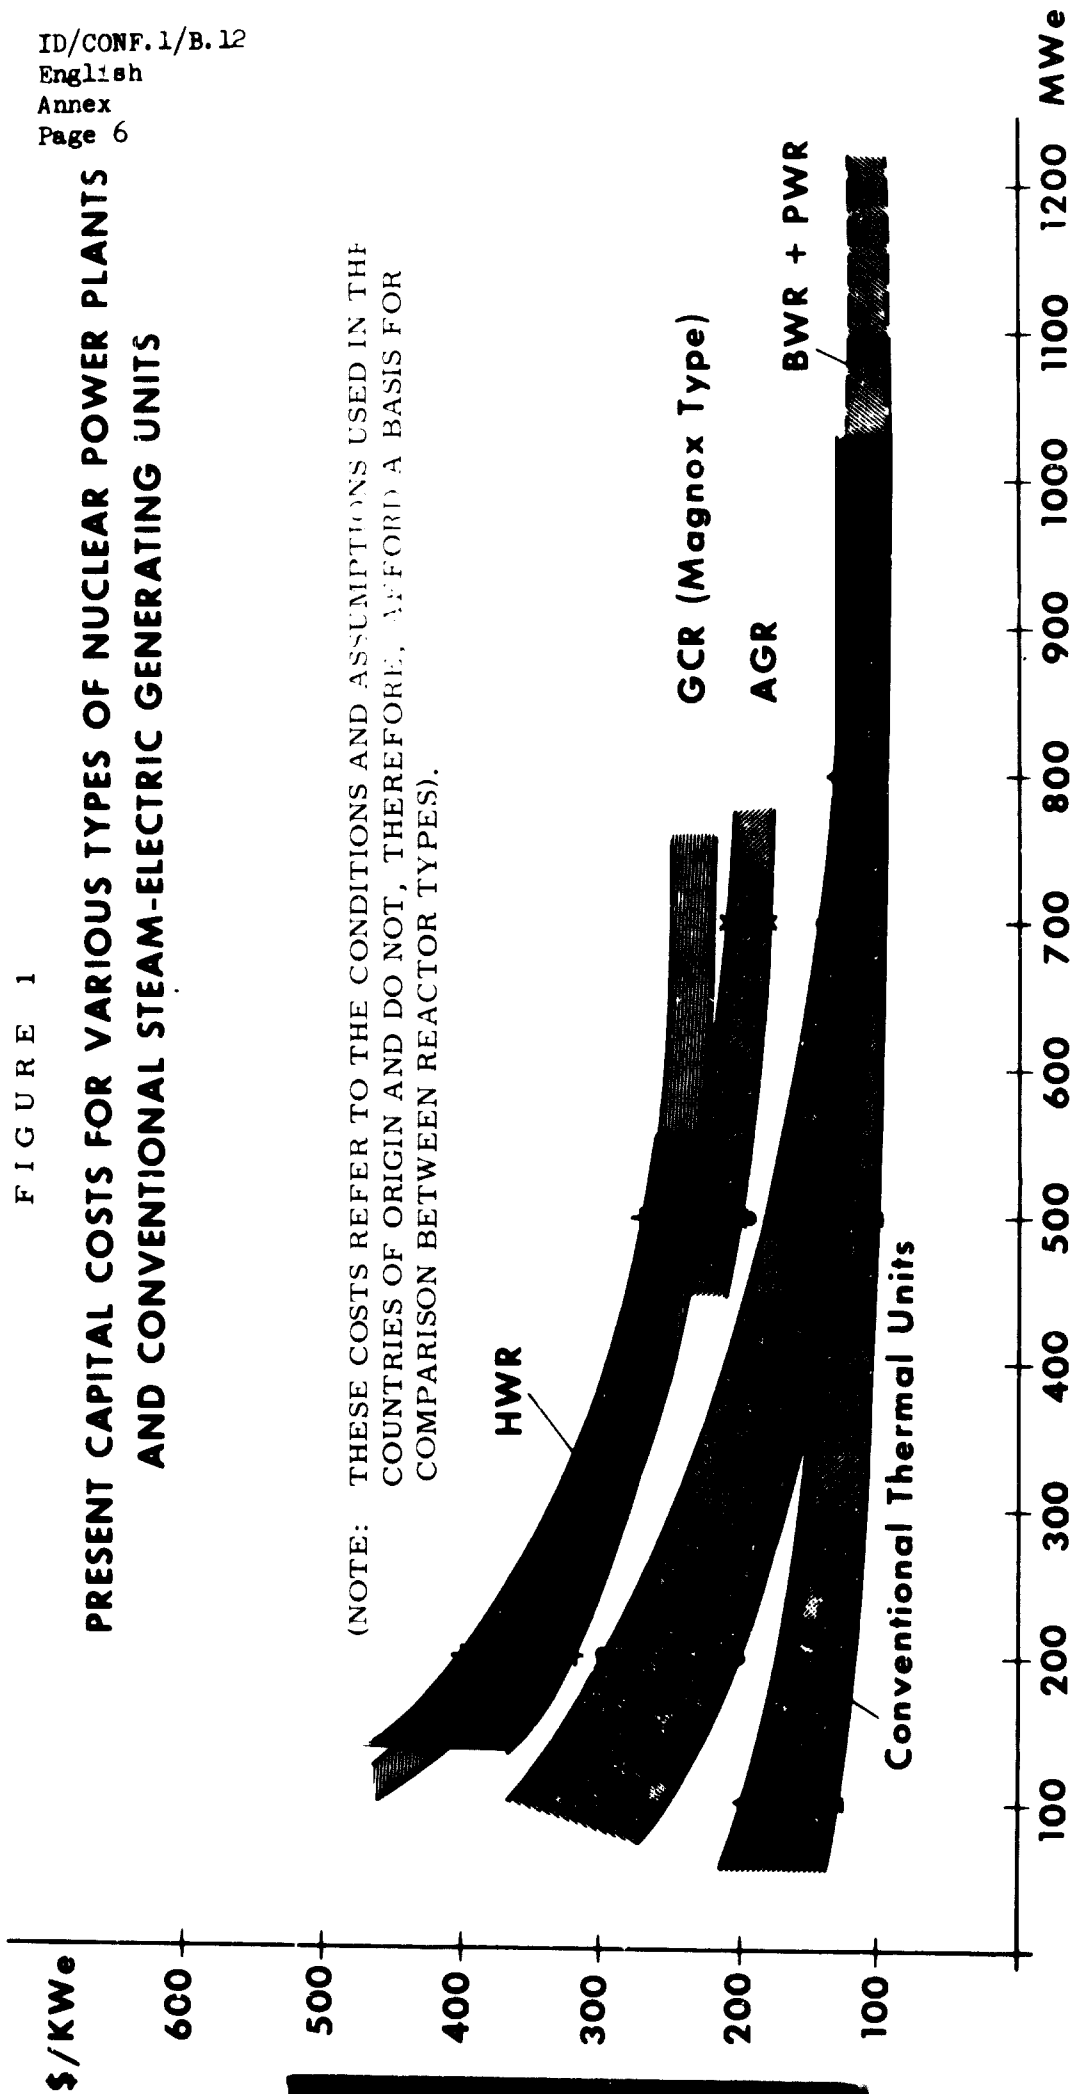 ID/CONF.1/B.12
English
Annex
Page 6
FIGURE 1
PRESENT CAPITAL COSTS FOR VARIOUS TYPES OF NUCLEAR POWER PLANTS
AND CONVENTIONAL STEAM-ELECTRIC GENERATING UNITS
(NOTE: THESE COSTS REFER TO THE CONDITIONS AND ASSUMPTIONS USED IN THE
COUNTRIES OF ORIGIN AND DO NOT, THEREFORE, AFFORD A BASIS FOR
COMPARISON BETWEEN REACTOR TYPES).
$/KWe
600
500
400
300
200
100
HWR
GCR (Magnox Type)
AGR
BWR + PWR
Conventional Thermal Units
100
200
300
400
500
600
700
800
900
1000
1100
1200
MWe